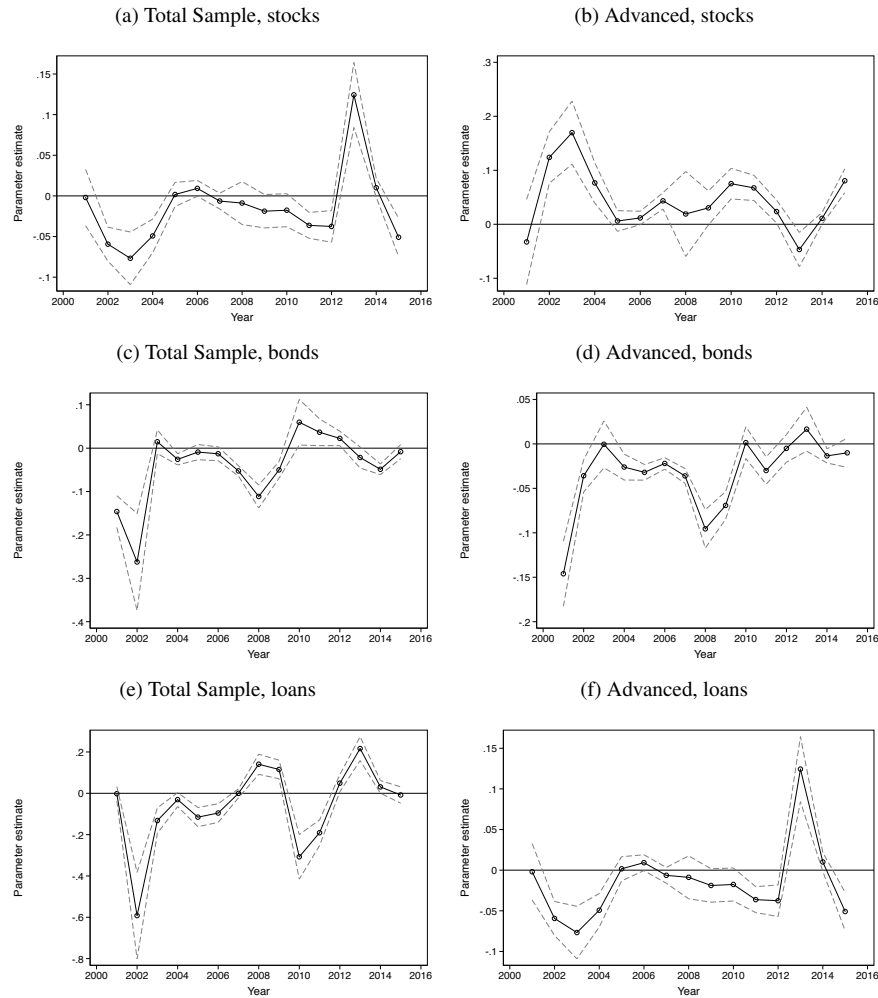 (a) Total Sample, stocks
Parameter estimate
.15
.1
.05
0
-.05
-.1
2000 2002 2004 2006 2008 2010 2012 2014 2016
Year
(b) Advanced, stocks
Parameter estimate
.3
.2
.1
0
-.1
2000 2002 2004 2006 2008 2010 2012 2014 2016
Year
(c) Total Sample, bonds
Parameter estimate
.1
0
-.1
-.2
-.3
-.4
2000 2002 2004 2006 2008 2010 2012 2014 2016
Year
(d) Advanced, bonds
Parameter estimate
.05
0
-.05
-.1
-.15
-.2
2000 2002 2004 2006 2008 2010 2012 2014 2016
Year
(e) Total Sample, loans
Parameter estimate
.2
0
-.2
-.4
-.6
-.8
2000 2002 2004 2006 2008 2010 2012 2014 2016
Year
(f) Advanced, loans
Parameter estimate
.15
.1
.05
0
-.05
-.1
2000 2002 2004 2006 2008 2010 2012 2014 2016
Year